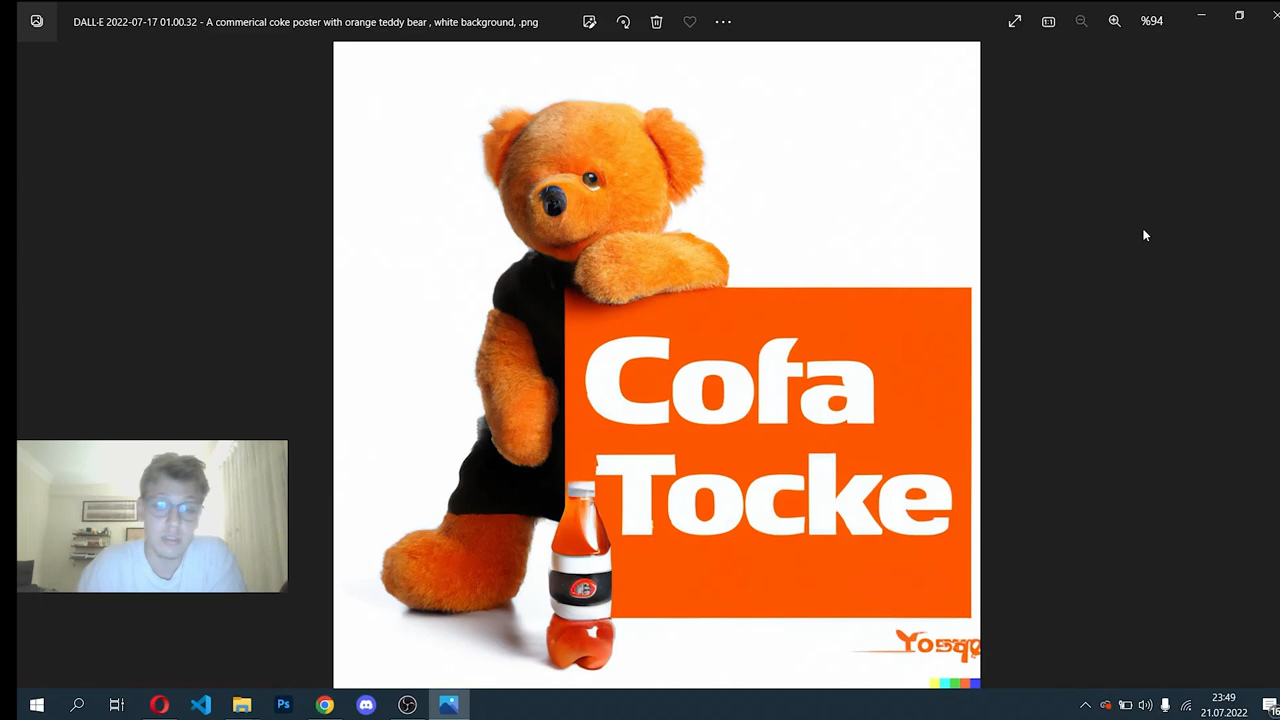 DALL·E 2022-07-17 01.00.32 - A commerical coke poster with orange teddy bear , white background, .png
%94
Cofa
Tocke
Ps
23:49
21.07.2022